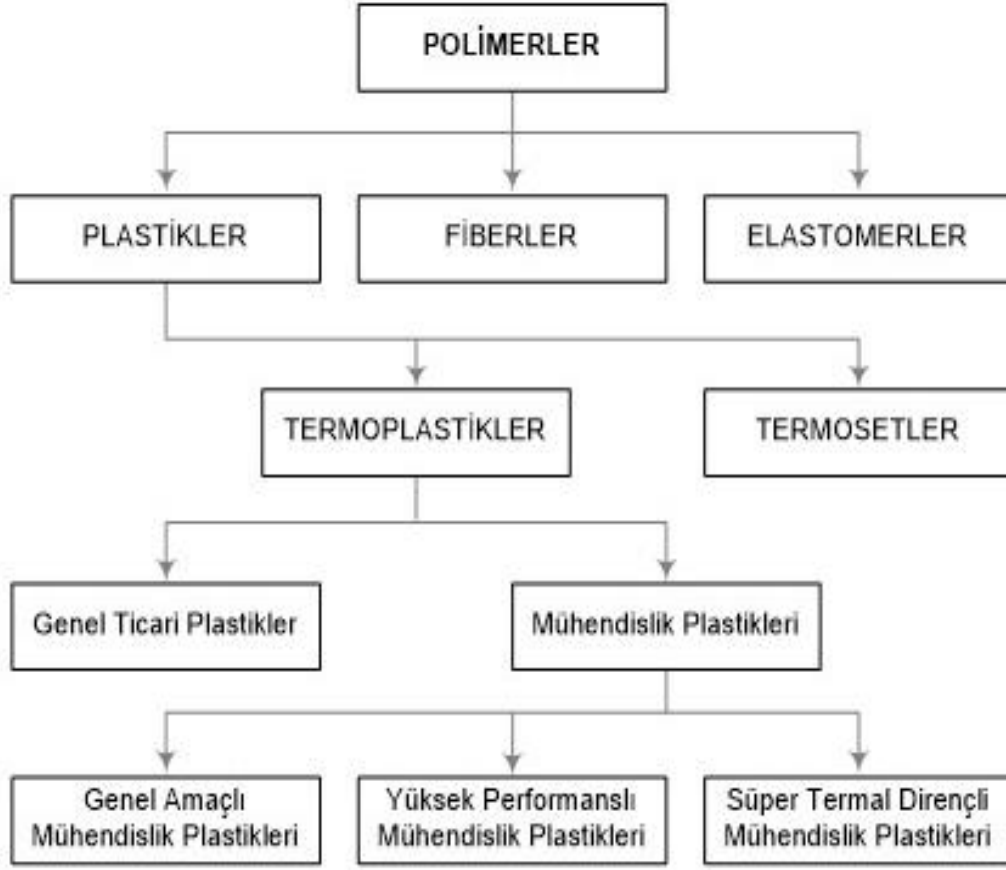 POLİMERLER
PLASTİKLER
FİBERLER
ELASTOMERLER
TERMOPLASTİKLER
TERMOSETLER
Genel Ticari Plastikler
Mühendislik Plastikleri
Genel Amaçlı
Mühendislik Plastikleri
Yüksek Performanslı
Mühendislik Plastikleri
Süper Termal Dirençli
Mühendislik Plastikleri